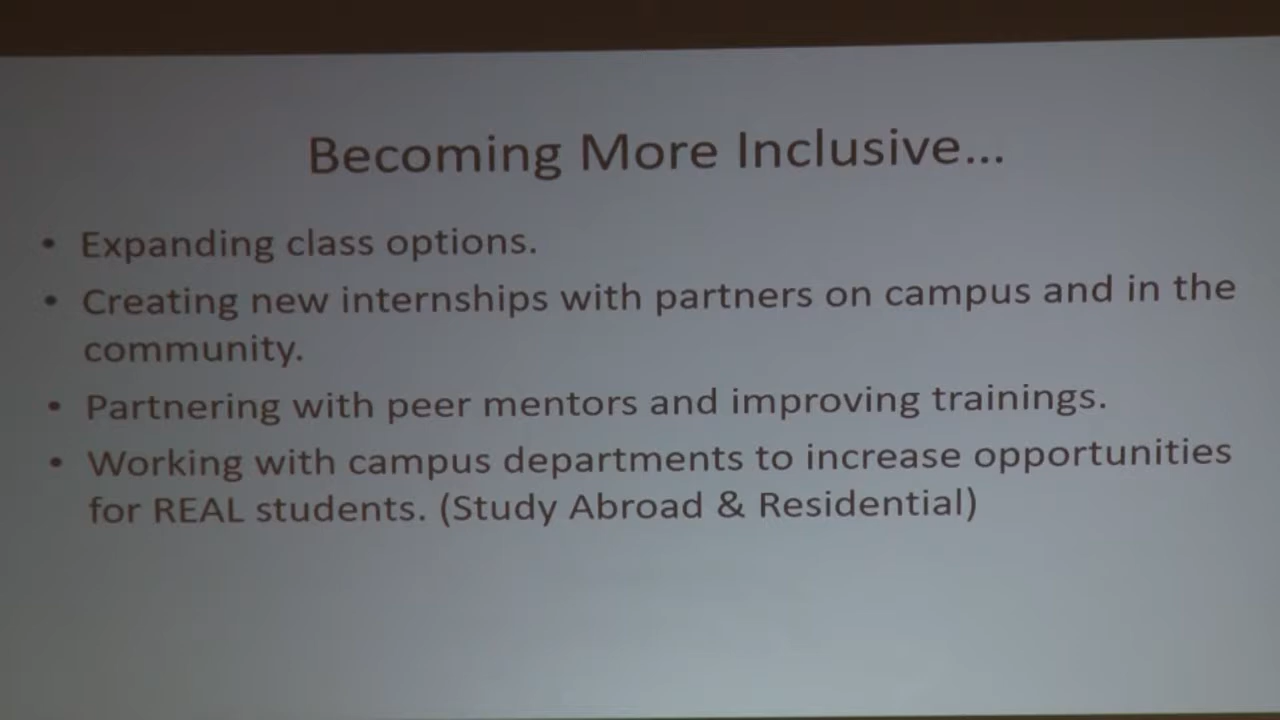 Becoming More Inclusive...
• Expanding class options.
• Creating new internships with partners on campus and in the
community.
• Partnering with peer mentors and improving trainings.
• Working with campus departments to increase opportunities
for REAL students. (Study Abroad & Residential)